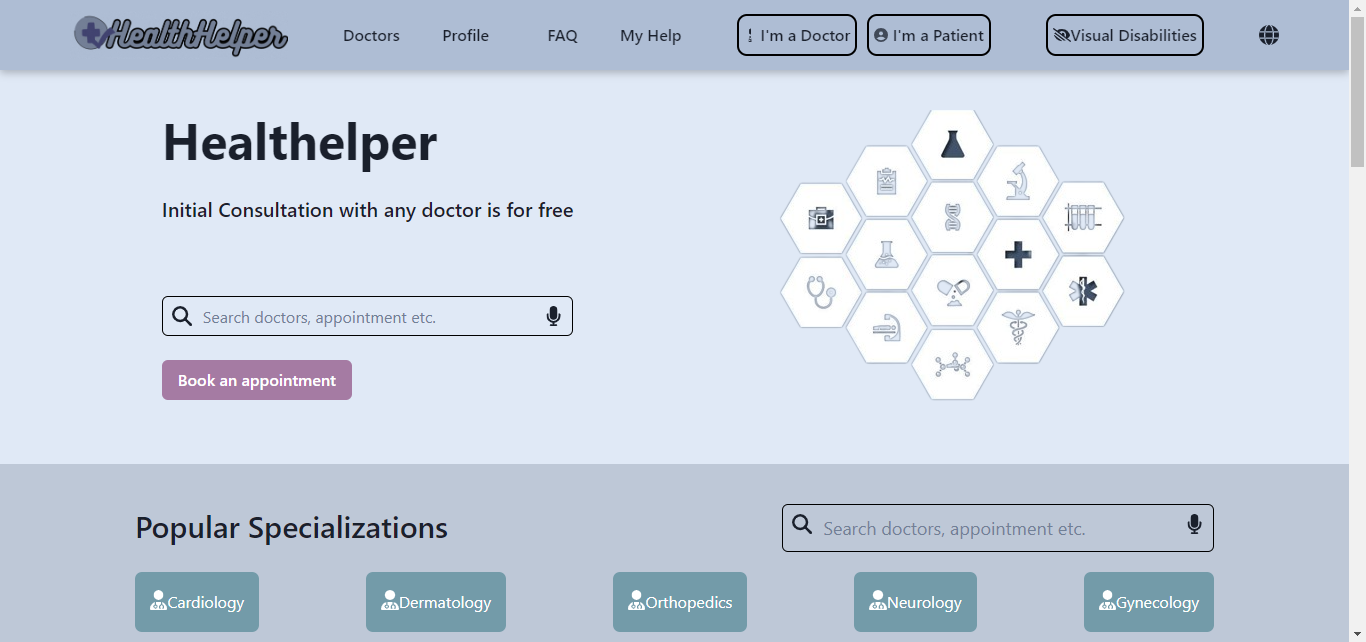 HealthHelper Doctors Profile FAQ My Help I'm a Doctor I'm a Patient Visual Disabilities
Healthelper
Initial Consultation with any doctor is for free
Search doctors, appointment etc.
Book an appointment
Popular Specializations
Search doctors, appointment etc.
Cardiology Dermatology Orthopedics Neurology Gynecology